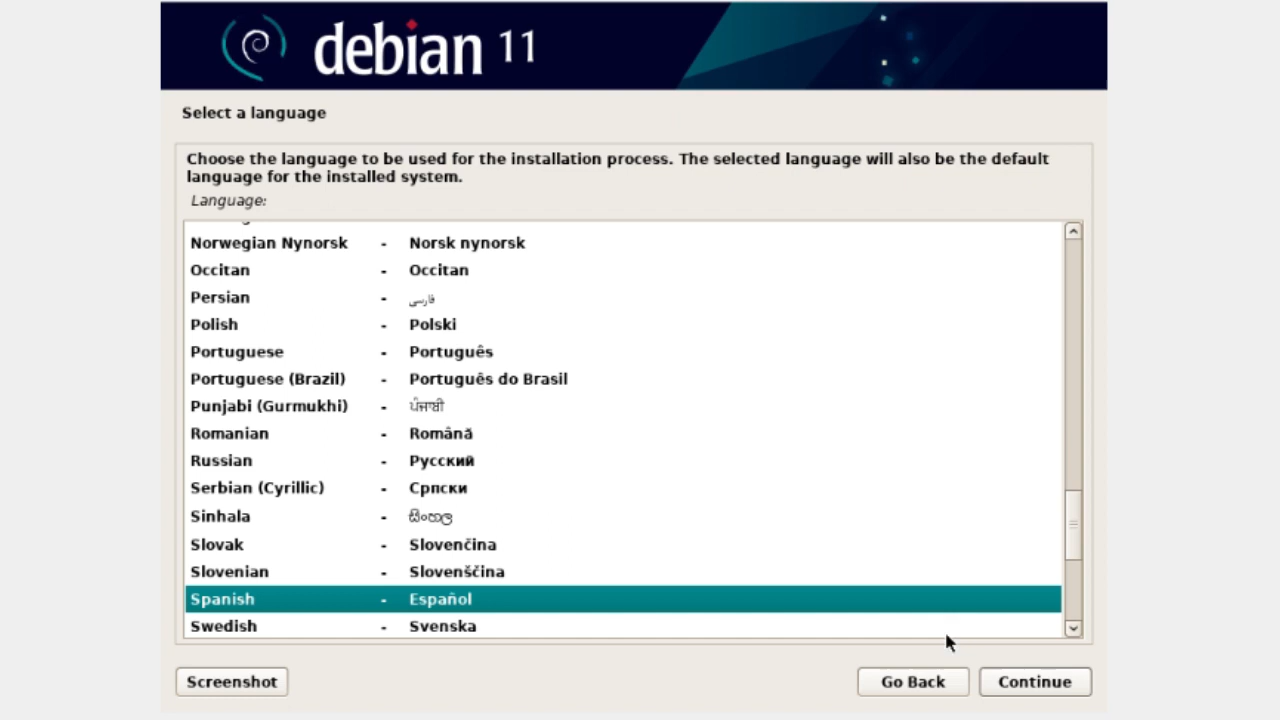 debian 11
Select a language
Choose the language to be used for the installation process. The selected language will also be the default
language for the installed system.
Language:
Norwegian Nynorsk - Norsk nynorsk
Occitan - Occitan
Persian - فارسی
Polish - Polski
Portuguese - Português
Portuguese (Brazil) - Português do Brasil
Punjabi (Gurmukhi) - ਪੰਜਾਬੀ
Romanian - Română
Russian - Русский
Serbian (Cyrillic) - Српски
Sinhala - සිංහල
Slovak - Slovenčina
Slovenian - Slovenščina
Spanish - Español
Swedish - Svenska
Screenshot Go Back Continue